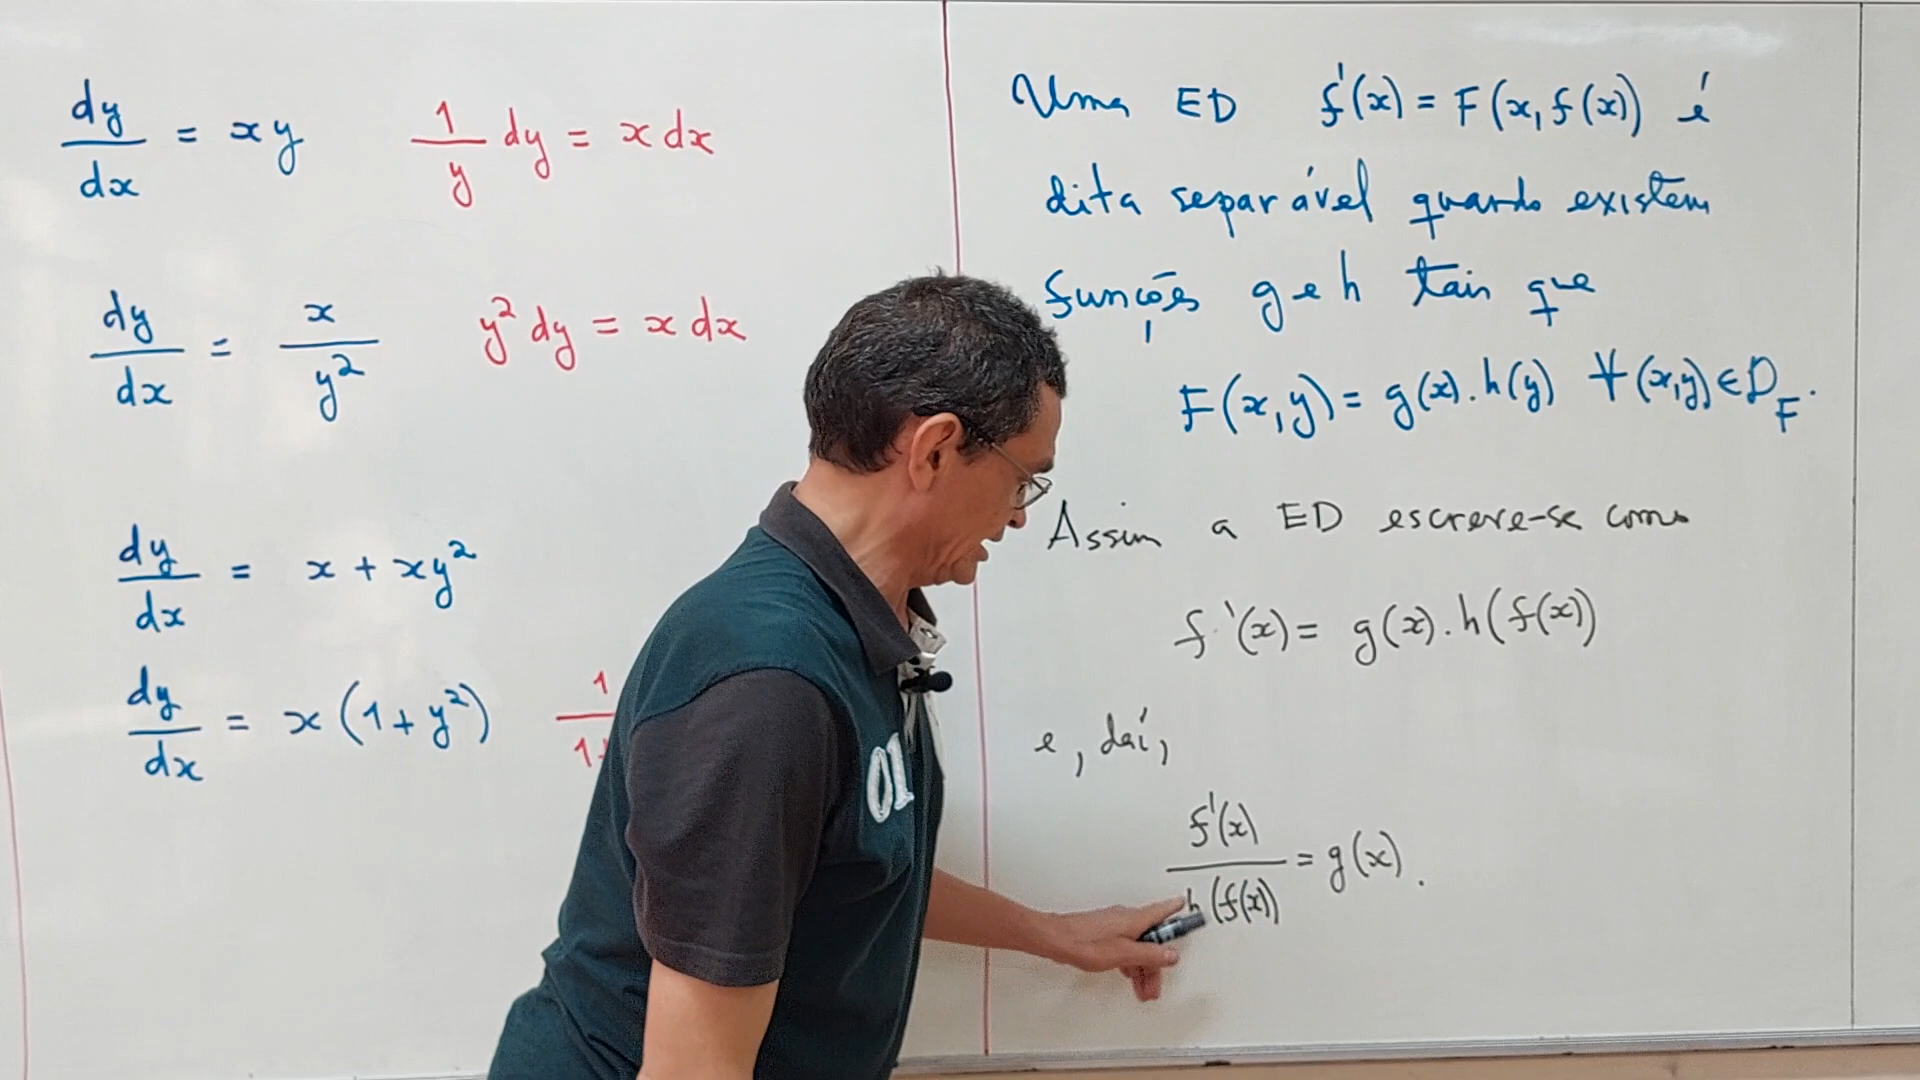 dy/dx = xy    1/y dy = x dx
dy/dx = x/y²    y² dy = x dx
dy/dx = x + xy²
dy/dx = x(1+y²)    1
Uma ED f'(x) = F(x, f(x)) é
dita separável quando existem
funções g e h tais que
F(x,y) = g(x).h(y) ∀(x,y)∈D_F.
Assim a ED escreve-se como
f'(x) = g(x).h(f(x))
e, daí,
f'(x)/h(f(x)) = g(x).